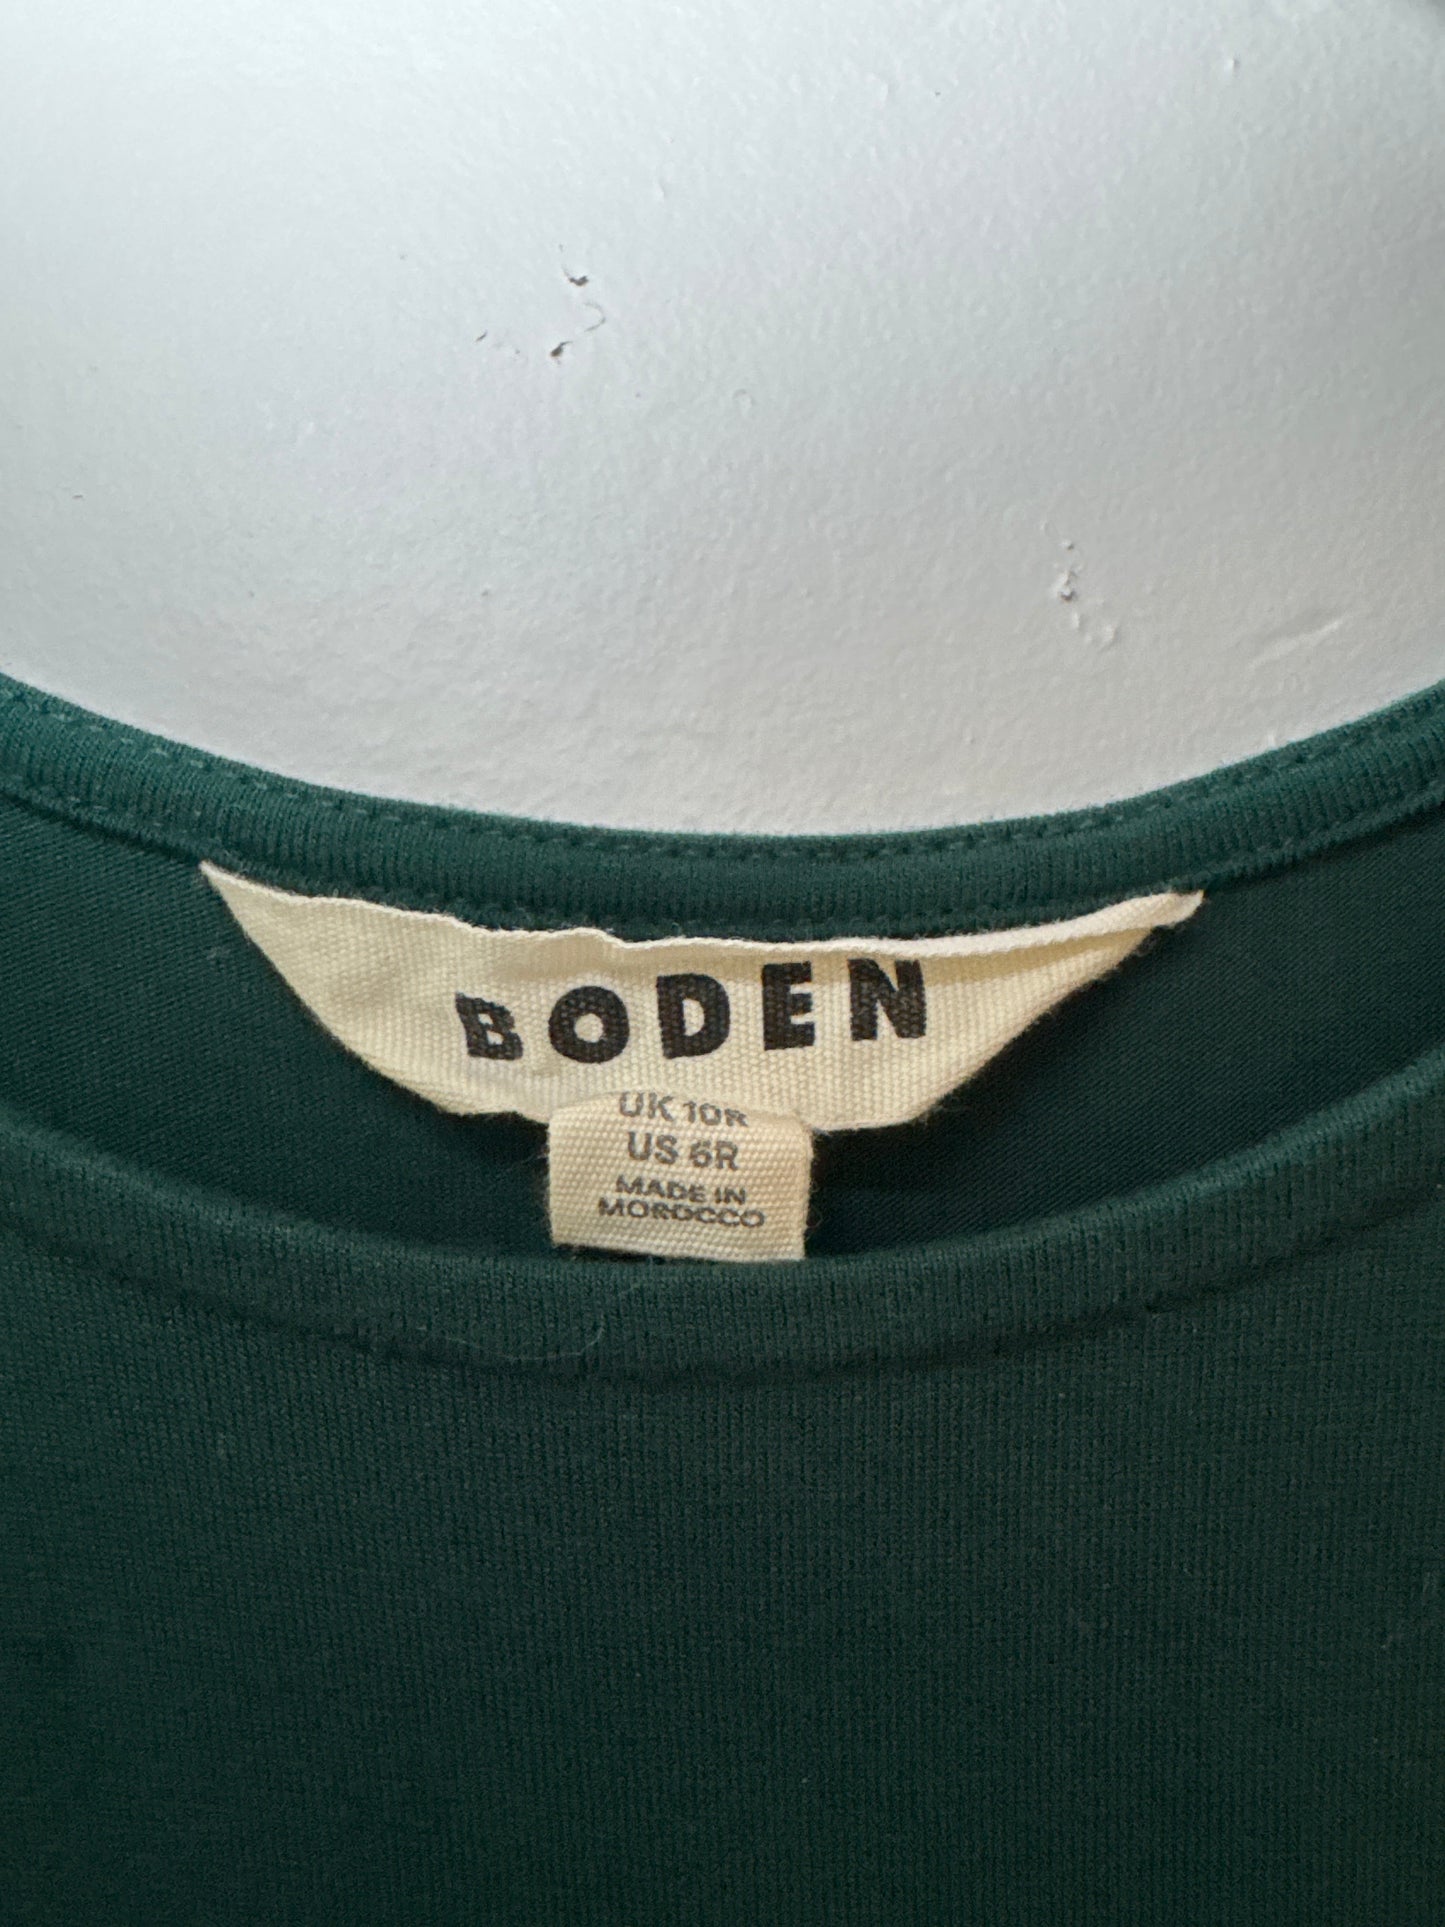 BODEN
UK 10R
US 6R
MADE IN
MOROCCO